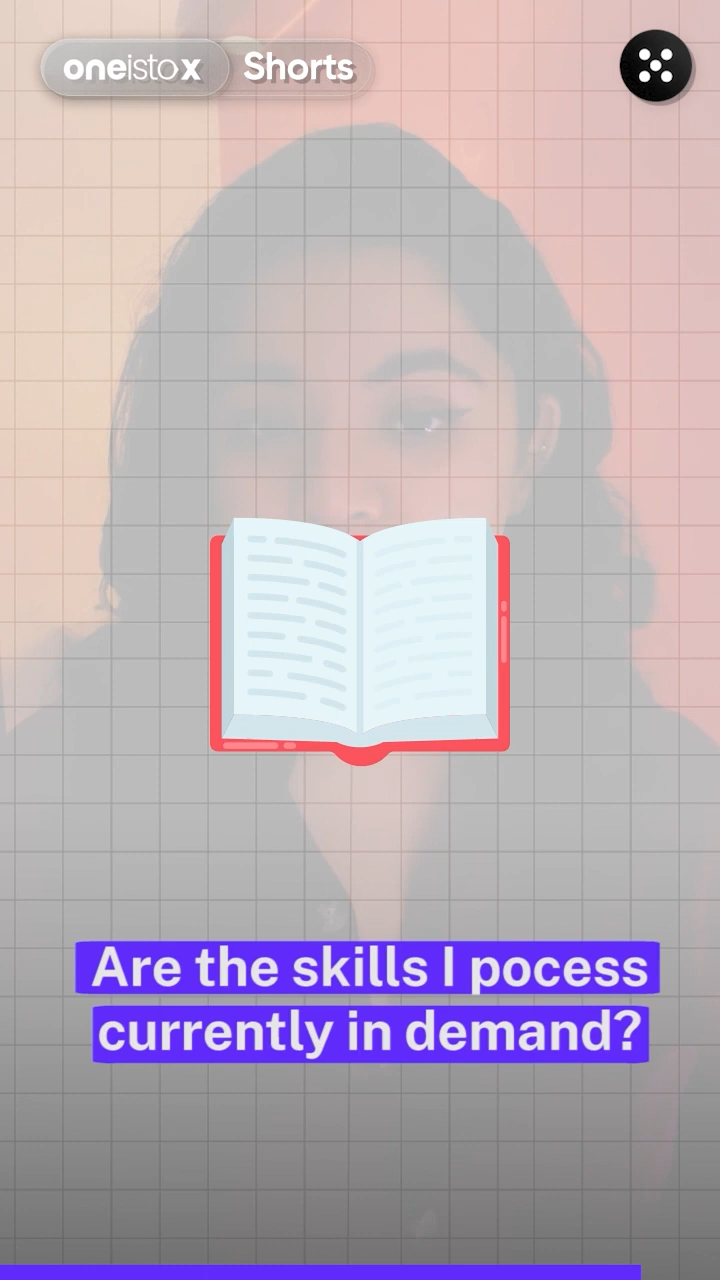 oneistox Shorts
Are the skills I pocess
currently in demand?